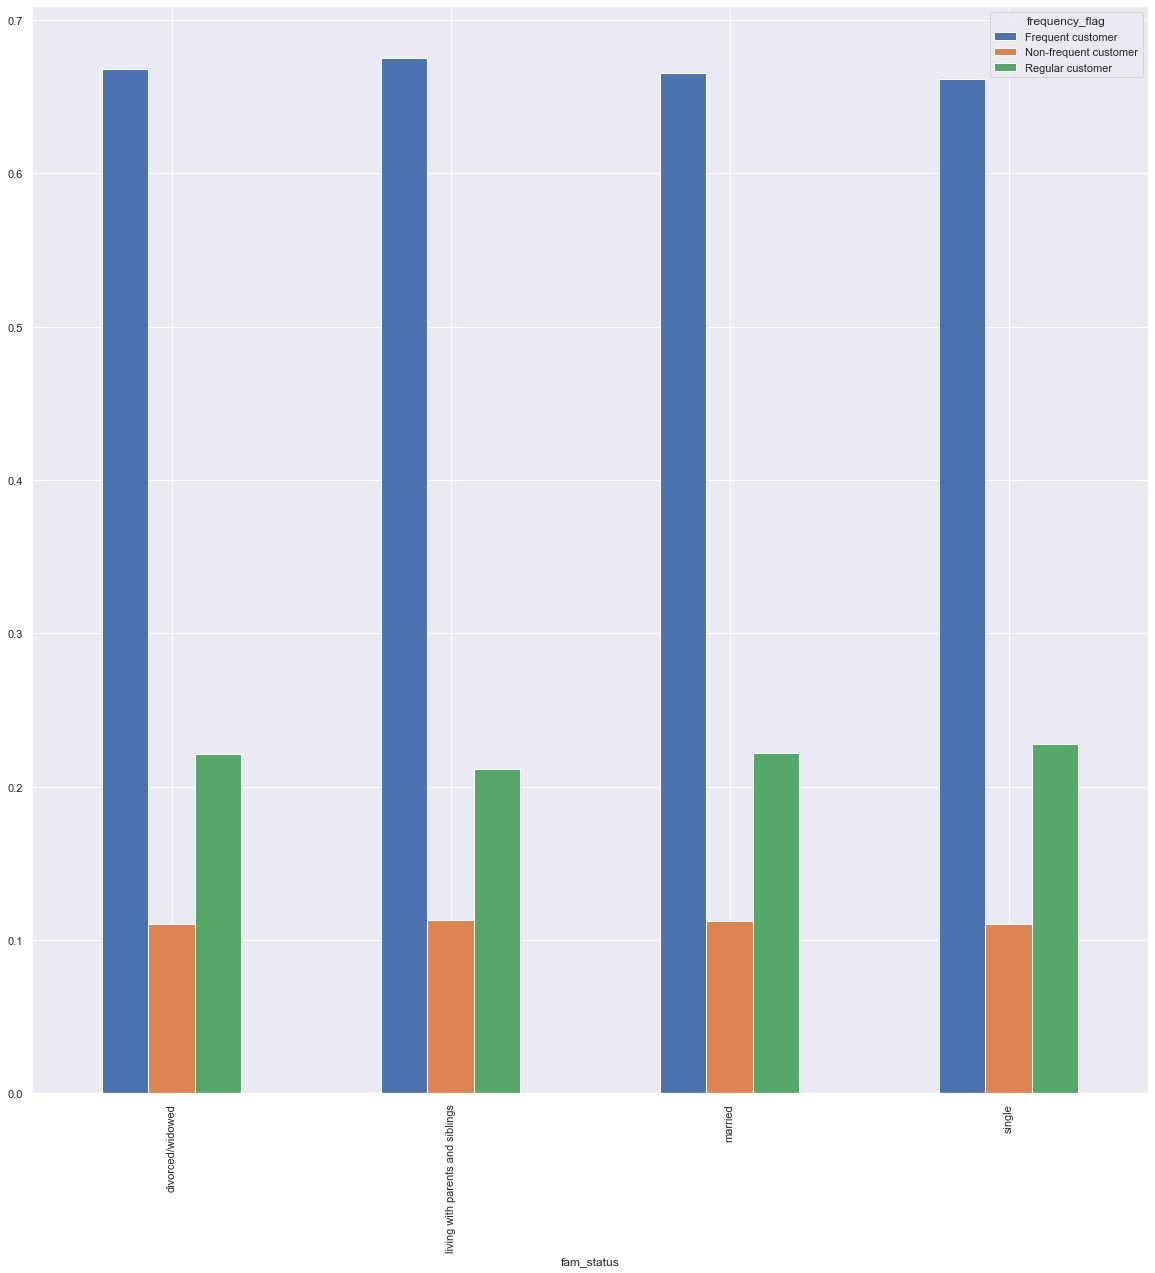 0.7
0.6
0.5
0.4
0.3
0.2
0.1
0.0
frequency_flag
Frequent customer
Non-frequent customer
Regular customer
divorced/widowed
living with parents and siblings
married
single
fam_status